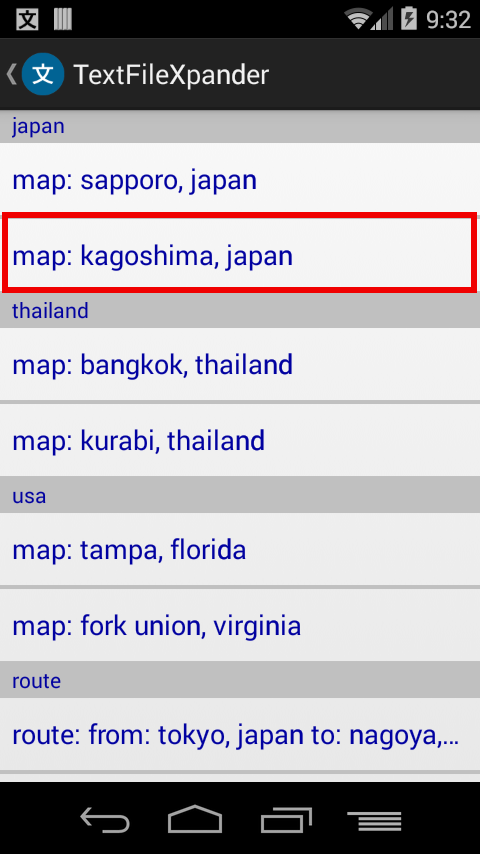 文
9:32
文 TextFileXpander
japan
map: sapporo, japan
map: kagoshima, japan
thailand
map: bangkok, thailand
map: kurabi, thailand
usa
map: tampa, florida
map: fork union, virginia
route
route: from: tokyo, japan to: nagoya,...